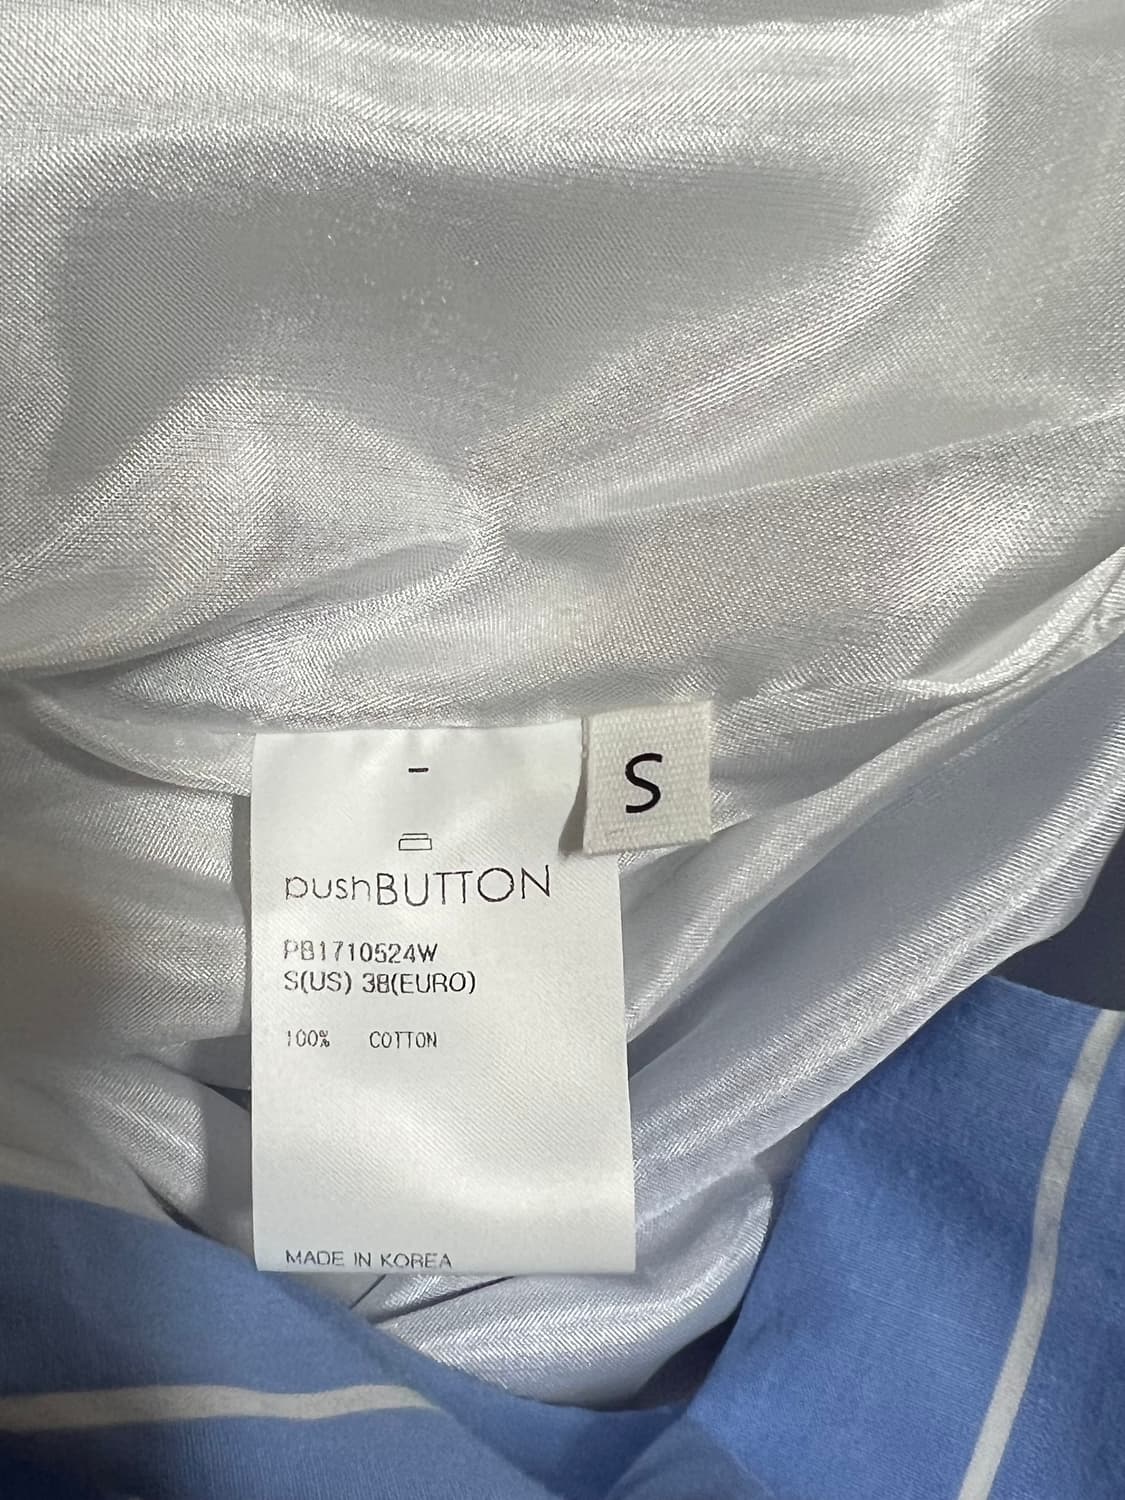 S
-
pushBUTTON
PB1710524W
S(US) 38(EURO)
100% COTTON
MADE IN KOREA